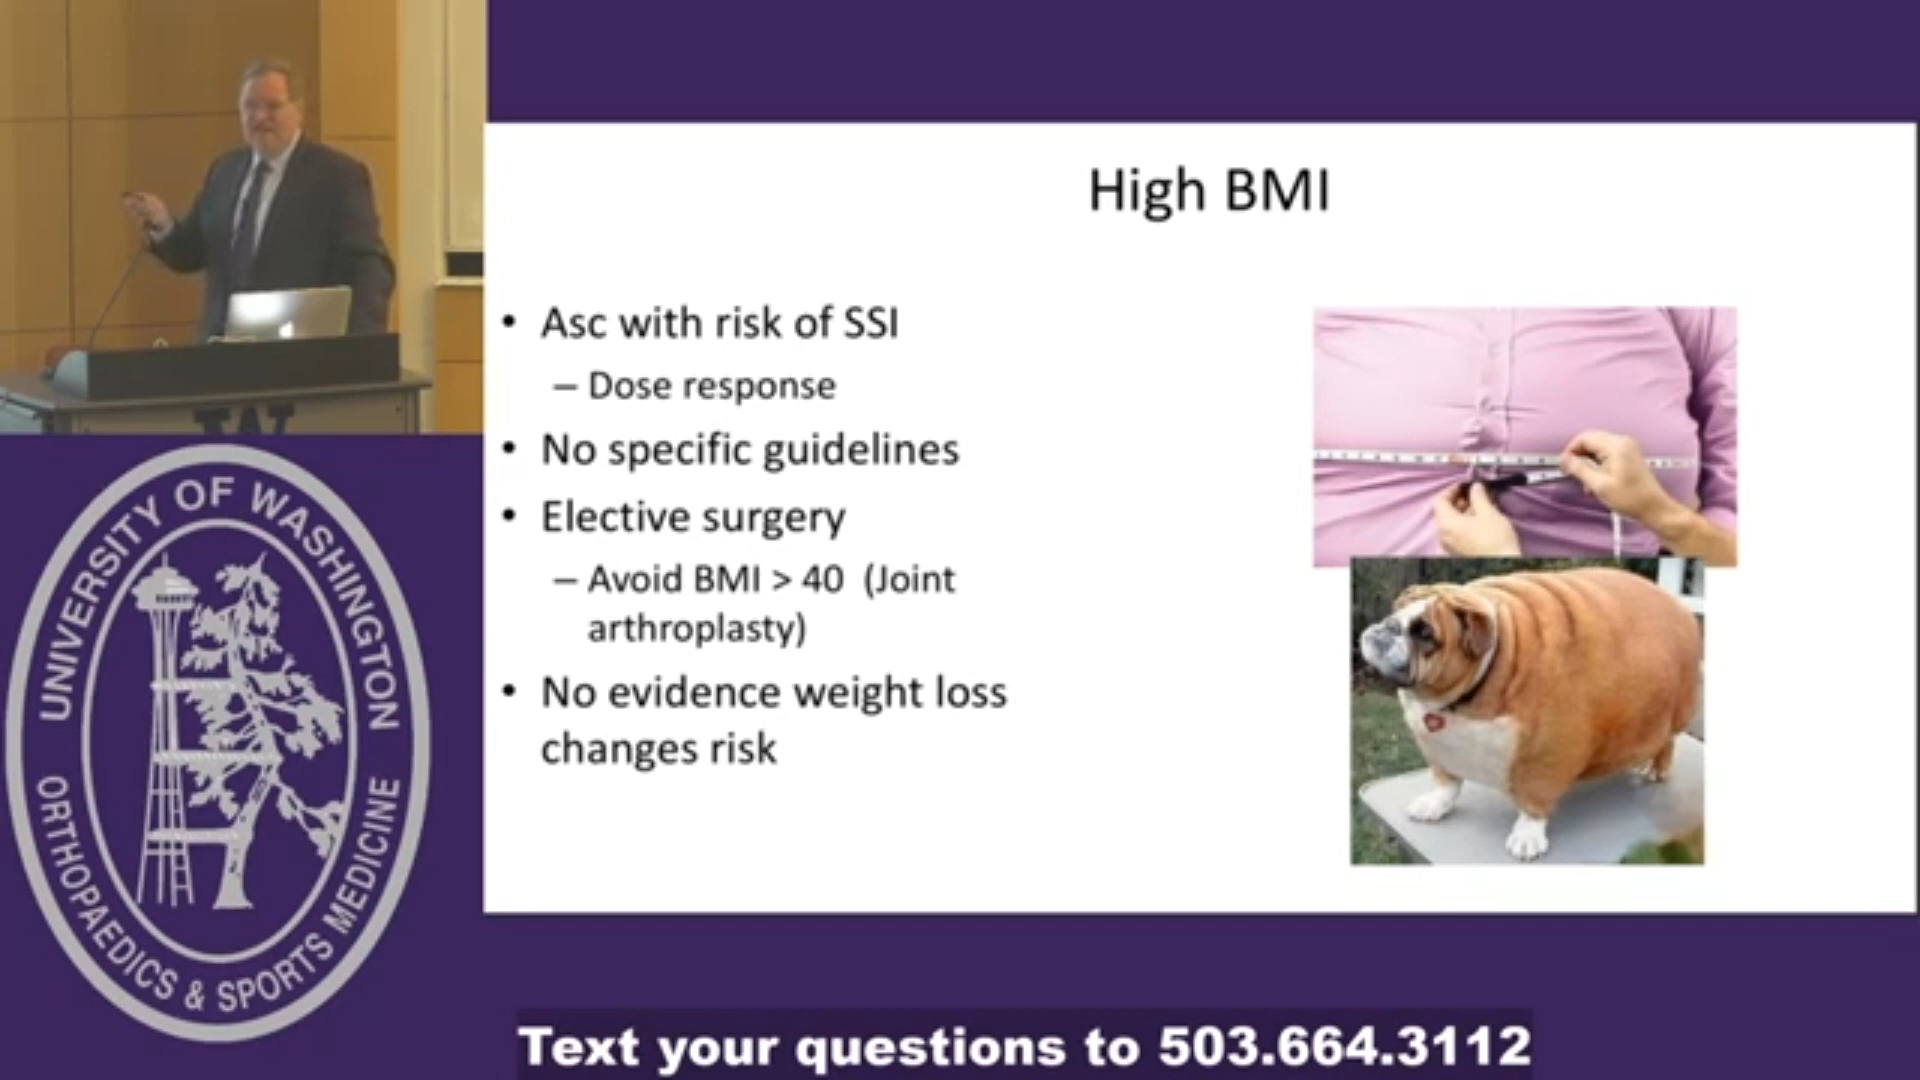 High BMI
• Asc with risk of SSI
– Dose response
• No specific guidelines
• Elective surgery
– Avoid BMI > 40 (Joint
arthroplasty)
• No evidence weight loss
changes risk
UNIVERSITY OF WASHINGTON
ORTHOPAEDICS & SPORTS MEDICINE
Text your questions to 503.664.3112